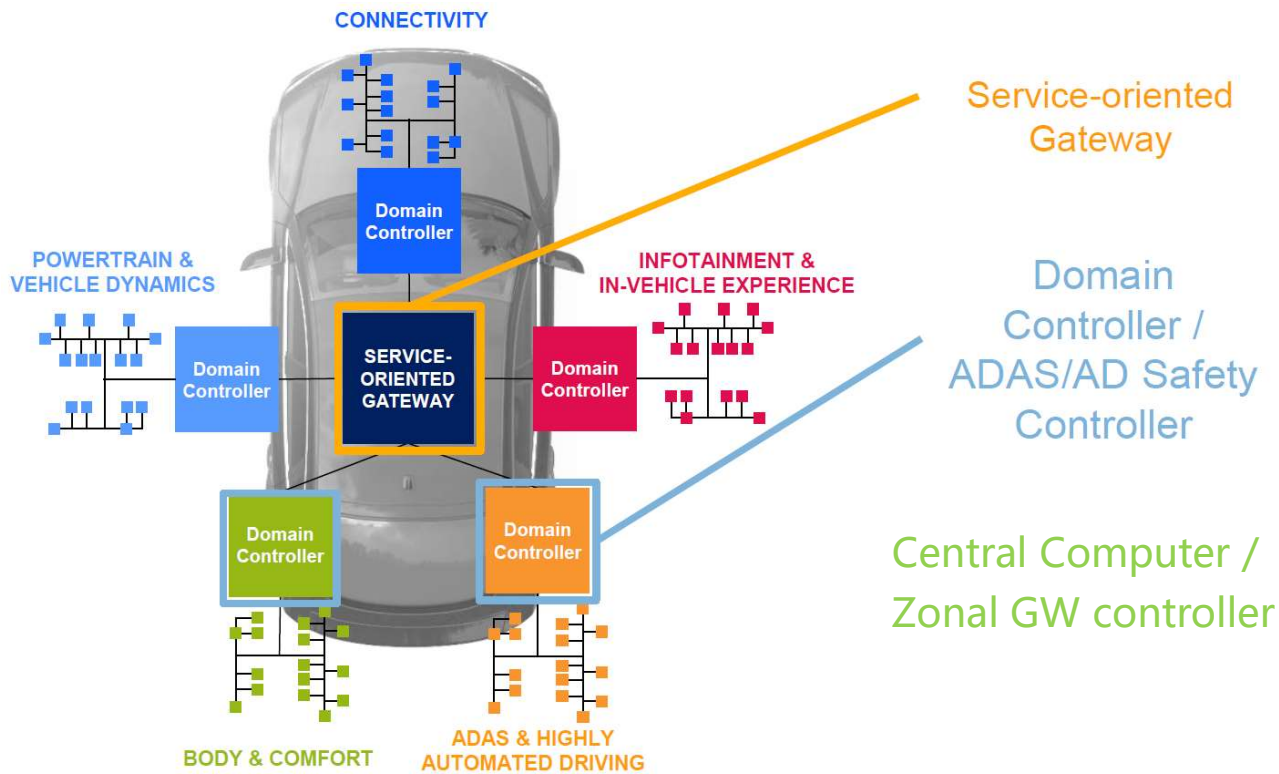 CONNECTIVITY
Service-oriented
Gateway
Domain
Controller
POWERTRAIN &
VEHICLE DYNAMICS
INFOTAINMENT &
IN-VEHICLE EXPERIENCE
Domain
Controller /
ADAS/AD Safety
Controller
Domain
Controller
SERVICE-
ORIENTED
GATEWAY
Domain
Controller
Domain
Controller
Domain
Controller
Central Computer /
Zonal GW controller
BODY & COMFORT
ADAS & HIGHLY
AUTOMATED DRIVING